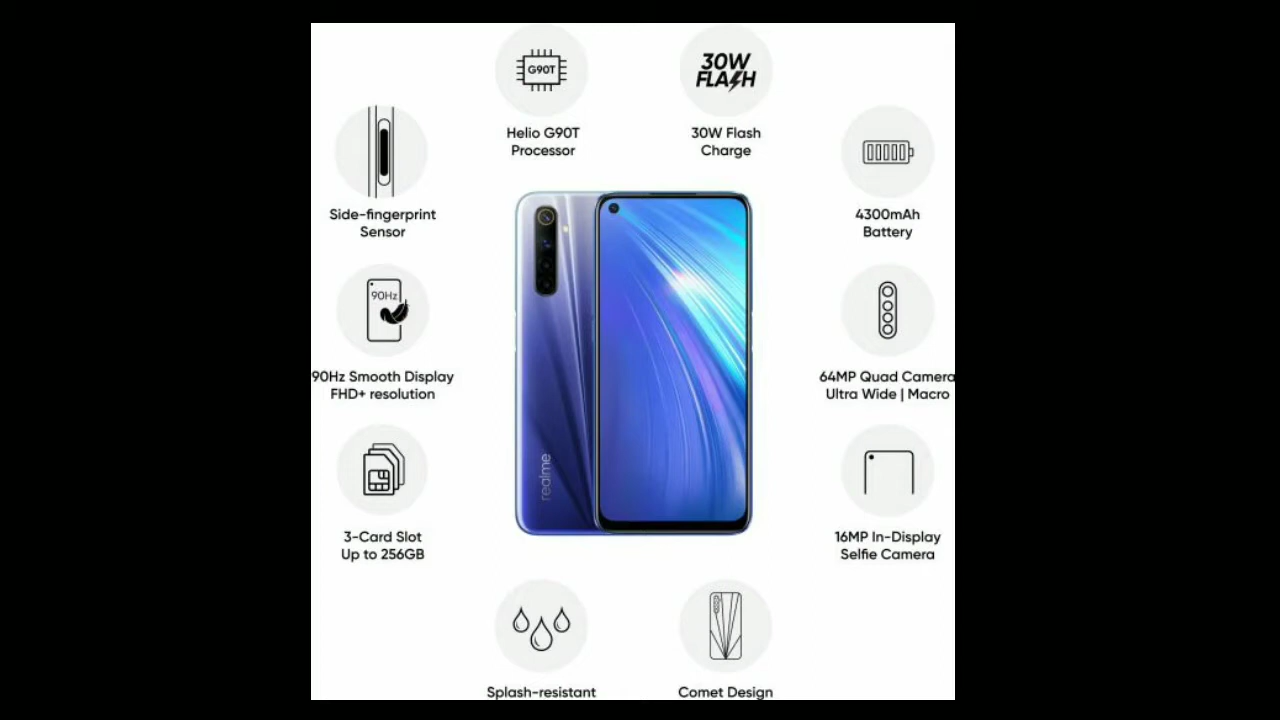 G90T
Helio G90T
Processor
30W
FLASH
30W Flash
Charge
Side-fingerprint
Sensor
4300mAh
Battery
90Hz
90Hz Smooth Display
FHD+ resolution
64MP Quad Camera
Ultra Wide | Macro
realme
3-Card Slot
Up to 256GB
16MP In-Display
Selfie Camera
Splash-resistant
Comet Design